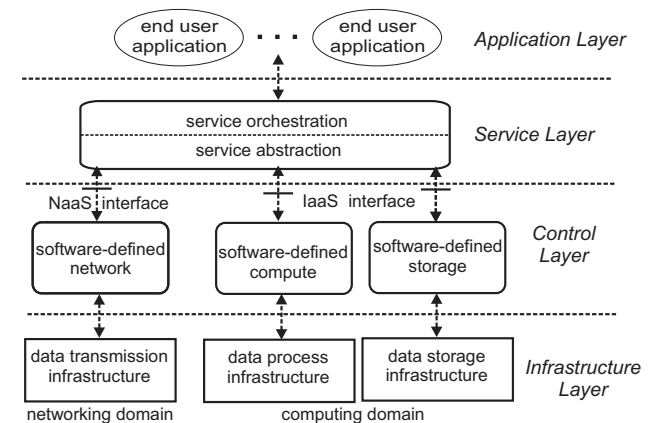 end user
application
. . .
end user
application
Application Layer
service orchestration
service abstraction
Service Layer
NaaS interface
IaaS interface
software-defined
network
software-defined
compute
software-defined
storage
Control
Layer
data transmission
infrastructure
data process
infrastructure
data storage
infrastructure
Infrastructure
Layer
networking domain
computing domain